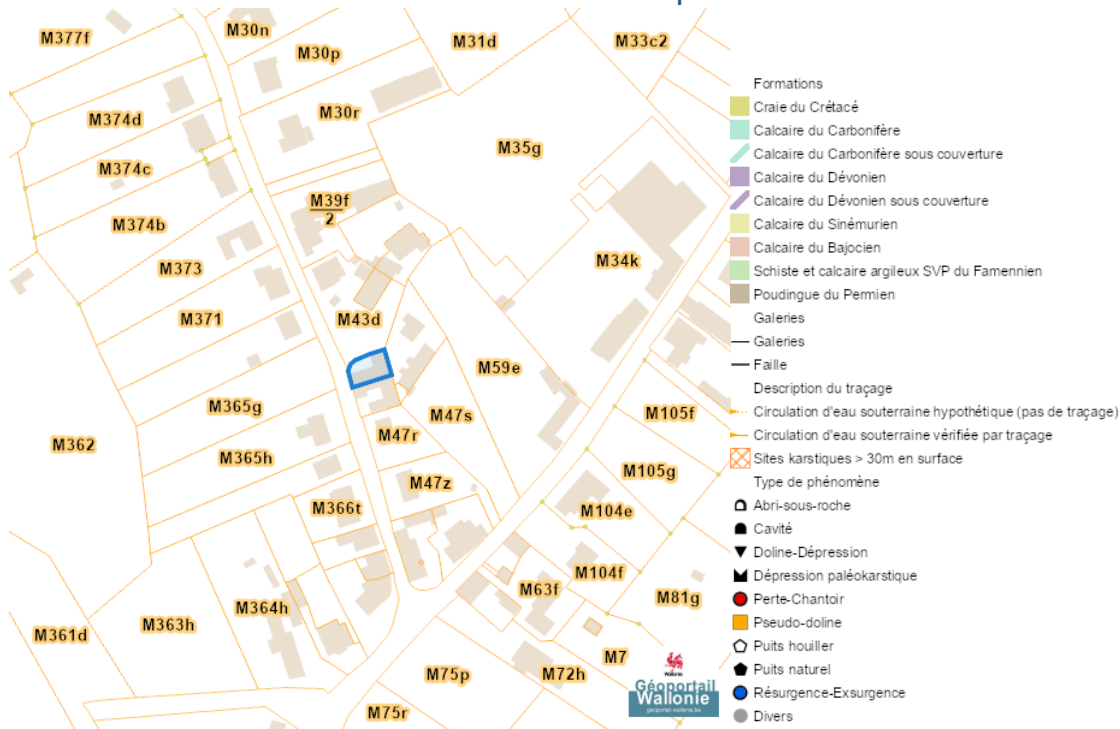 M377f
M30n
M30p
M31d
M33c2
M374d
M30r
M35g
M374c
M39f
2
M374b
M373
M34k
M371
M43d
M59e
M365g
M47s
M105f
M362
M47r
M365h
M105g
M47z
M366t
M104e
M104f
M63f
M81g
M364h
M363h
M361d
M7
M75p
M72h
M75r
Wallonie
Géoportail
Wallonie
geoportail.wallonie.be
Formations
Craie du Crétacé
Calcaire du Carbonifère
Calcaire du Carbonifère sous couverture
Calcaire du Dévonien
Calcaire du Dévonien sous couverture
Calcaire du Sinémurien
Calcaire du Bajocien
Schiste et calcaire argileux SVP du Famennien
Poudingue du Permien
Galeries
Galeries
Faille
Description du traçage
Circulation d'eau souterraine hypothétique (pas de traçage)
Circulation d'eau souterraine vérifiée par traçage
Sites karstiques > 30m en surface
Type de phénomène
Abri-sous-roche
Cavité
Doline-Dépression
Dépression paléokarstique
Perte-Chantoir
Pseudo-doline
Puits houiller
Puits naturel
Résurgence-Exsurgence
Divers